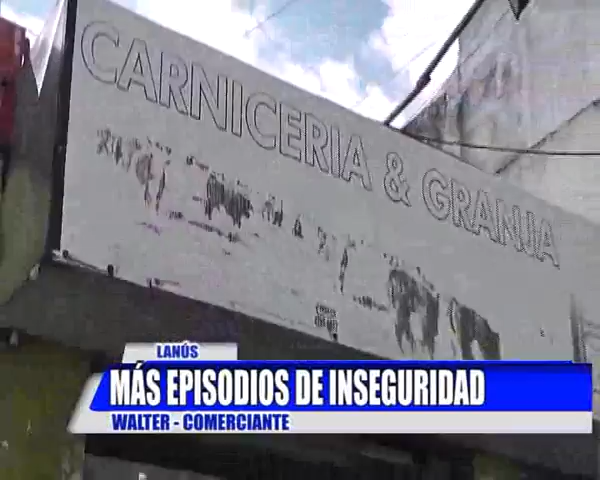 CARNICERIA & GRANJA
LANÚS
MÁS EPISODIOS DE INSEGURIDAD
WALTER - COMERCIANTE